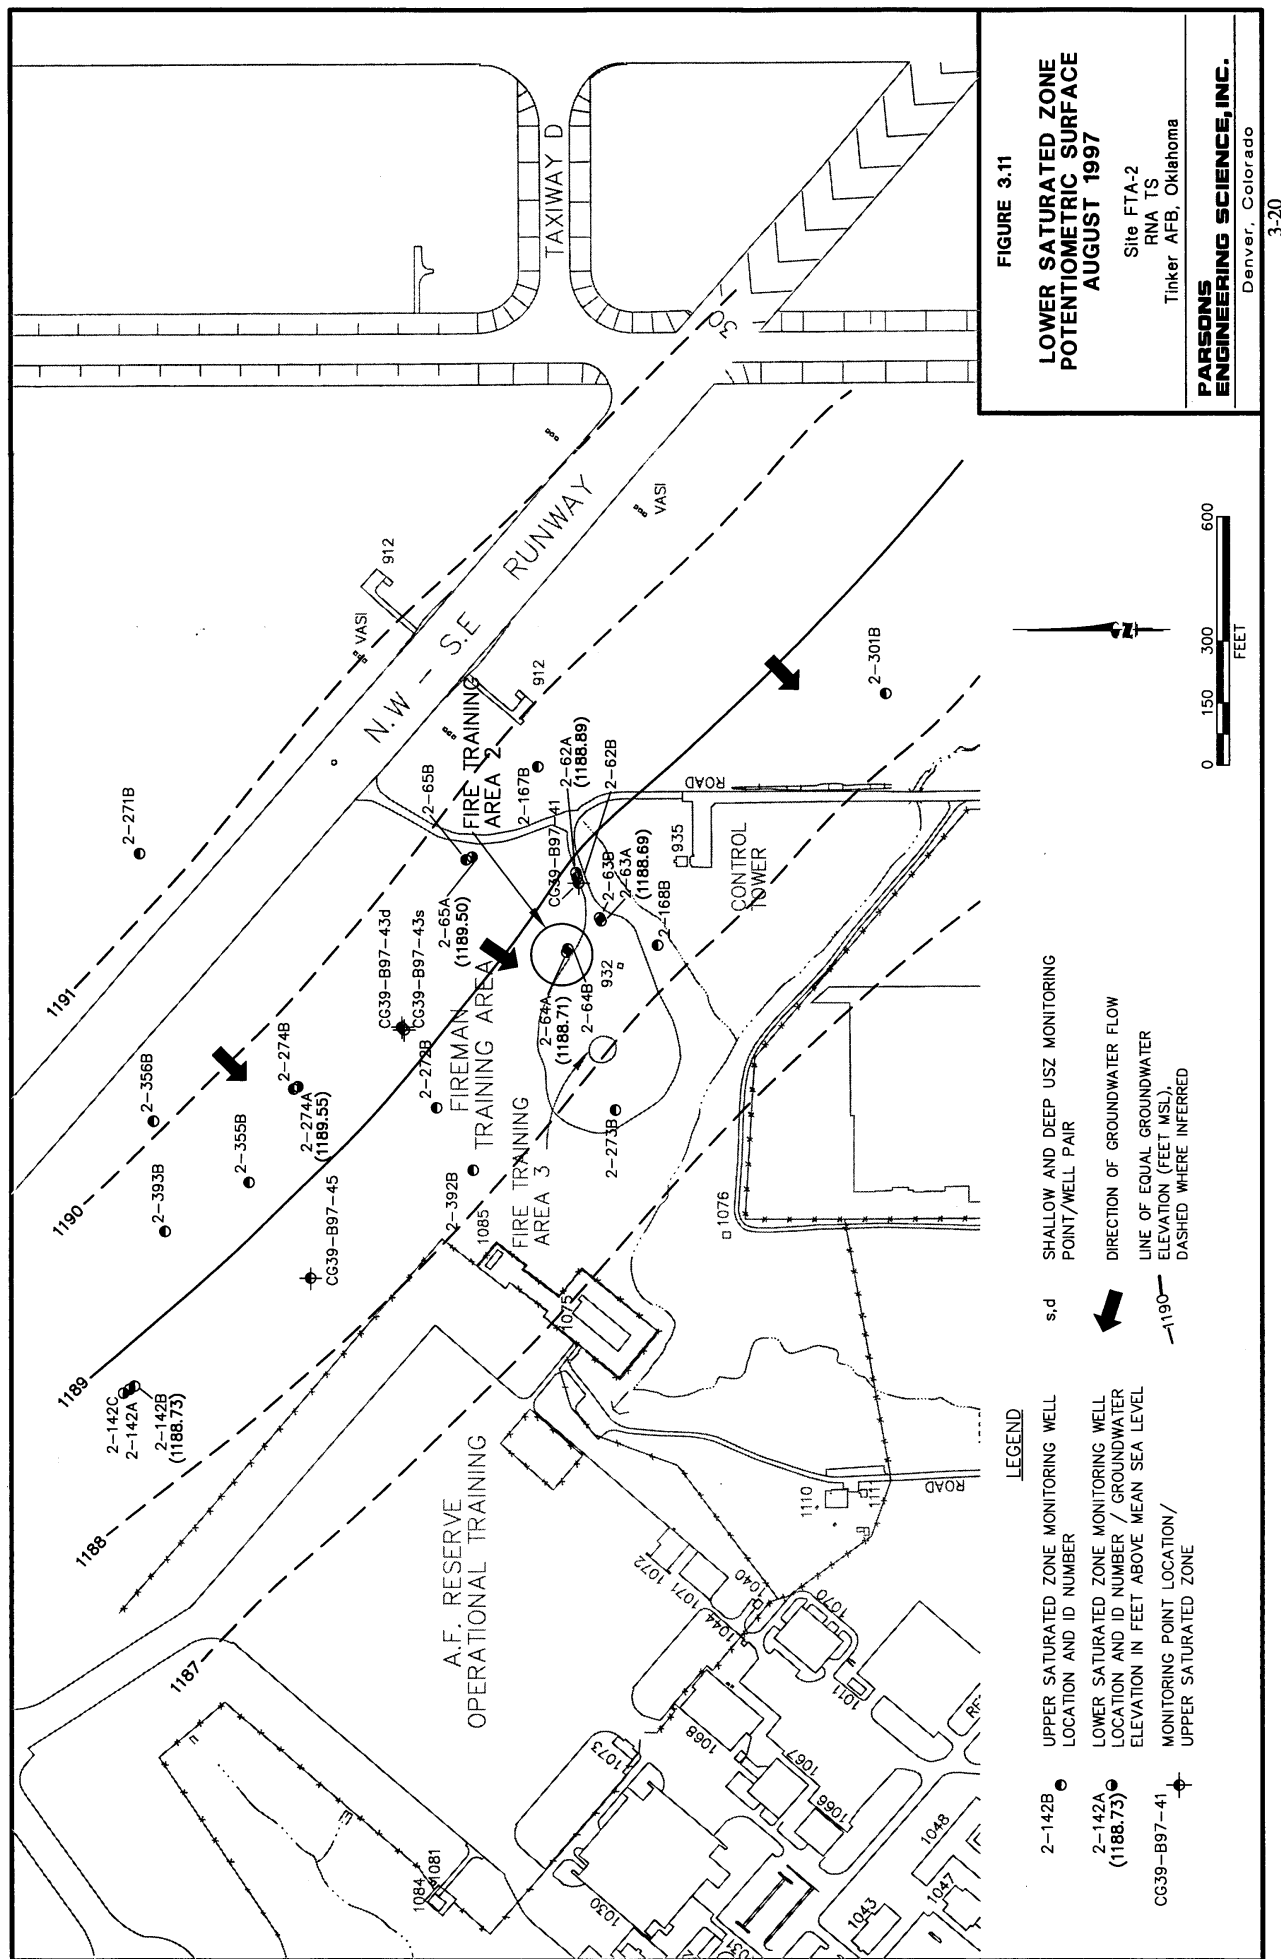 1191
1190
1189
1188
1187
2-271B
2-356B
2-393B
2-355B
2-274B
2-274A
(1189.55)
CG39-B97-45
2-142C
2-142A
2-142B
(1188.73)
CG39-B97-43d
CG39-B97-43s
2-272B
2-392B
2-65A
(1189.50)
2-65B
FIRE TRAINING
AREA 2
2-167B
CG39-B97-41
2-62A
(1188.89)
2-62B
2-63B
2-63A
(1188.69)
2-168B
2-64A
(1188.71)
2-64B
932
2-273B
2-301B
FIREMAN
TRAINING AREA
FIRE TRAINING
AREA 3
N.W - S.E RUNWAY
30
TAXIWAY D
VASI
912
912
VASI
ROAD
935
CONTROL
TOWER
1085
1015
1076
A.F. RESERVE
OPERATIONAL TRAINING
1110
1111
ROAD
1072
1071
1040
1044
1070
1068
1011
1067
1066
1073
1081
1084
1030
1031
1043
1047
1048
LEGEND
2-142B
UPPER SATURATED ZONE MONITORING WELL
LOCATION AND ID NUMBER
2-142A
(1188.73)
LOWER SATURATED ZONE MONITORING WELL
LOCATION AND ID NUMBER / GROUNDWATER
ELEVATION IN FEET ABOVE MEAN SEA LEVEL
CG39-B97-41
MONITORING POINT LOCATION/
UPPER SATURATED ZONE
s,d
SHALLOW AND DEEP USZ MONITORING
POINT/WELL PAIR
DIRECTION OF GROUNDWATER FLOW
1190
LINE OF EQUAL GROUNDWATER
ELEVATION (FEET MSL),
DASHED WHERE INFERRED
N
0 150 300 600
FEET
FIGURE 3.11
LOWER SATURATED ZONE
POTENTIOMETRIC SURFACE
AUGUST 1997
Site FTA-2
RNA TS
Tinker AFB, Oklahoma
PARSONS
ENGINEERING SCIENCE, INC.
Denver, Colorado
3-20